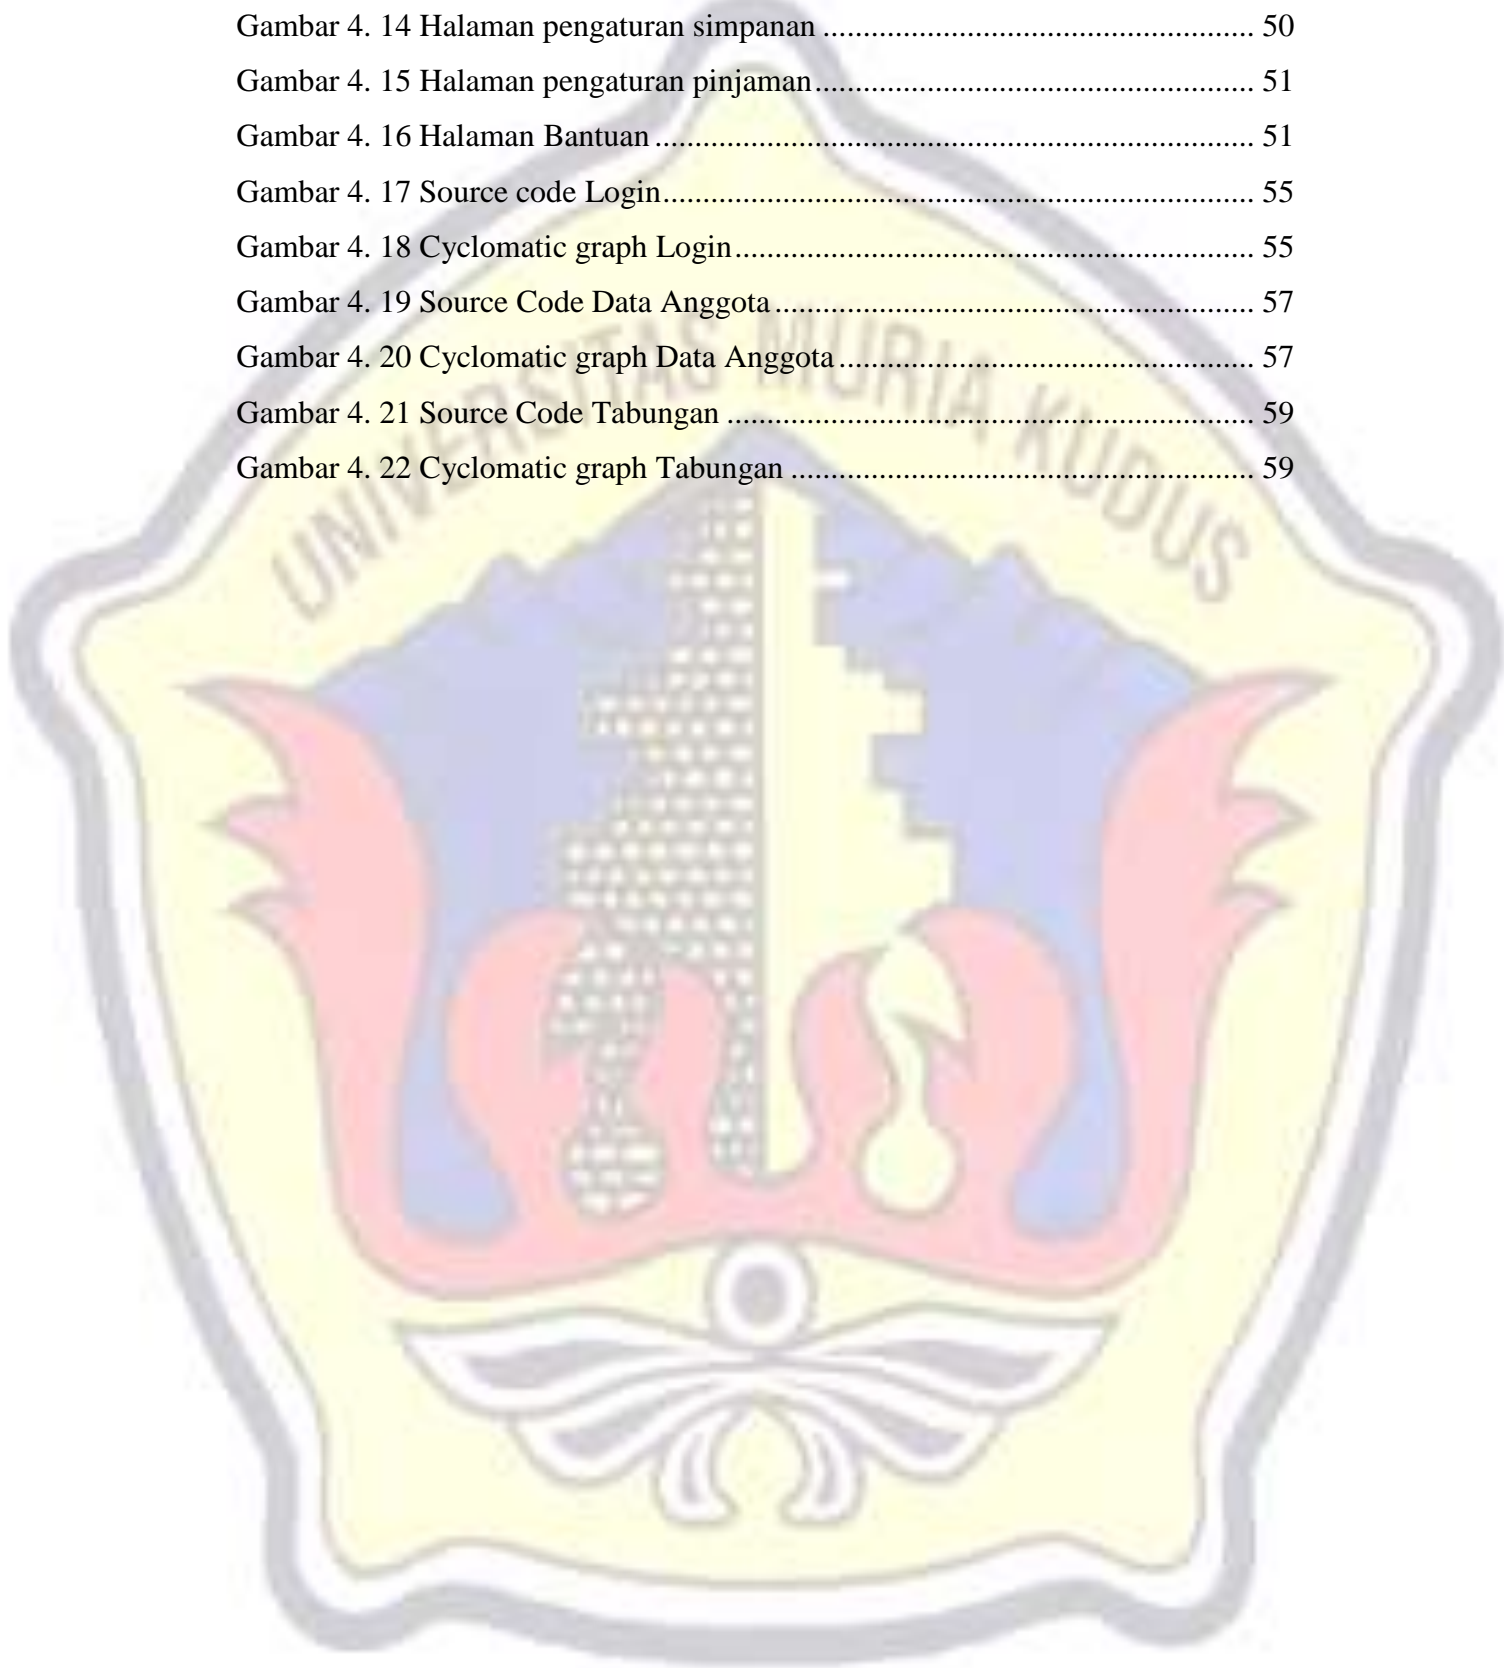 Gambar 4. 14 Halaman pengaturan simpanan ........................................................ 50
Gambar 4. 15 Halaman pengaturan pinjaman ......................................................... 51
Gambar 4. 16 Halaman Bantuan .............................................................................. 51
Gambar 4. 17 Source code Login ............................................................................. 55
Gambar 4. 18 Cyclomatic graph Login .................................................................... 55
Gambar 4. 19 Source Code Data Anggota ............................................................... 57
Gambar 4. 20 Cyclomatic graph Data Anggota ....................................................... 57
Gambar 4. 21 Source Code Tabungan ..................................................................... 59
Gambar 4. 22 Cyclomatic graph Tabungan ............................................................. 59
UNIVERSITAS MURIA KUDUS